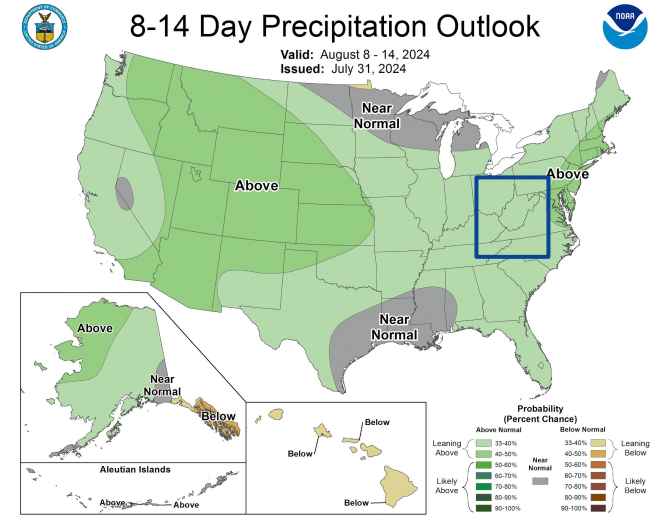 8-14 Day Precipitation Outlook
Valid: August 8 - 14, 2024
Issued: July 31, 2024
NOAA
Near
Normal
Above
Above
Near
Normal
Above
Near
Normal
Below
Aleutian Islands
Above
Above
Below
Below
Below
Probability
(Percent Chance)
Above Normal
Below Normal
Leaning
Above
33-40%
40-50%
Likely
Above
50-60%
60-70%
70-80%
80-90%
90-100%
Near
Normal
33-40%
40-50%
Leaning
Below
50-60%
60-70%
70-80%
80-90%
90-100%
Likely
Below